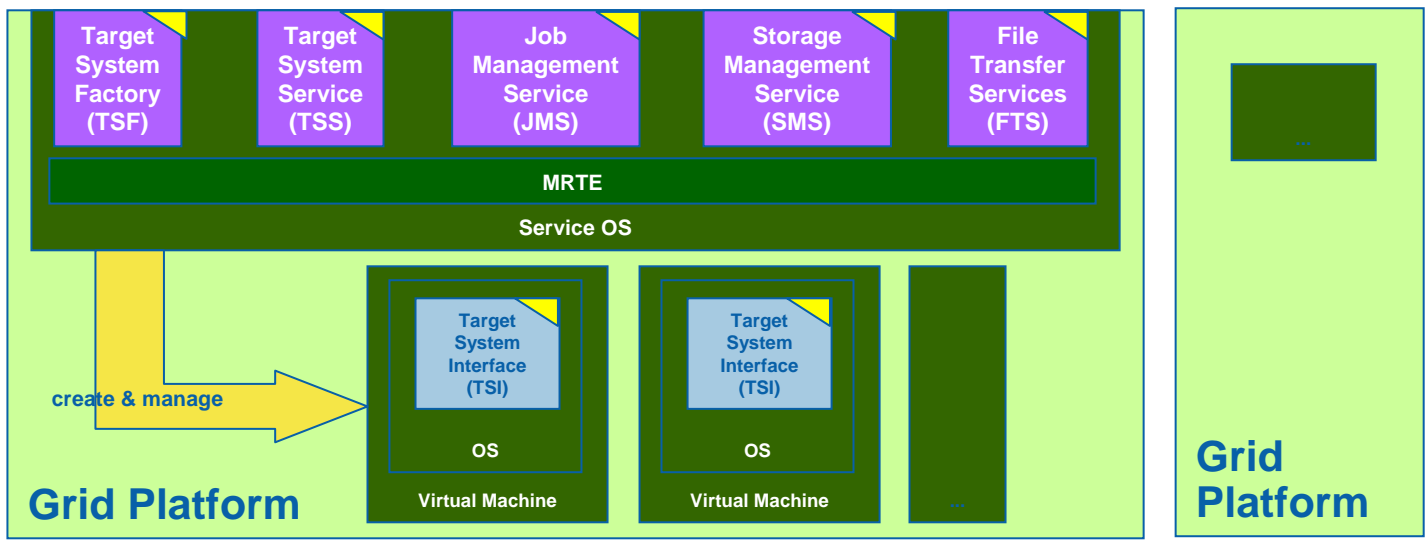 Target
System
Factory
(TSF)
Target
System
Service
(TSS)
Job
Management
Service
(JMS)
Storage
Management
Service
(SMS)
File
Transfer
Services
(FTS)
...
MRTE
Service OS
create & manage
Target
System
Interface
(TSI)
OS
Virtual Machine
Target
System
Interface
(TSI)
OS
Virtual Machine
...
Grid Platform
Grid
Platform